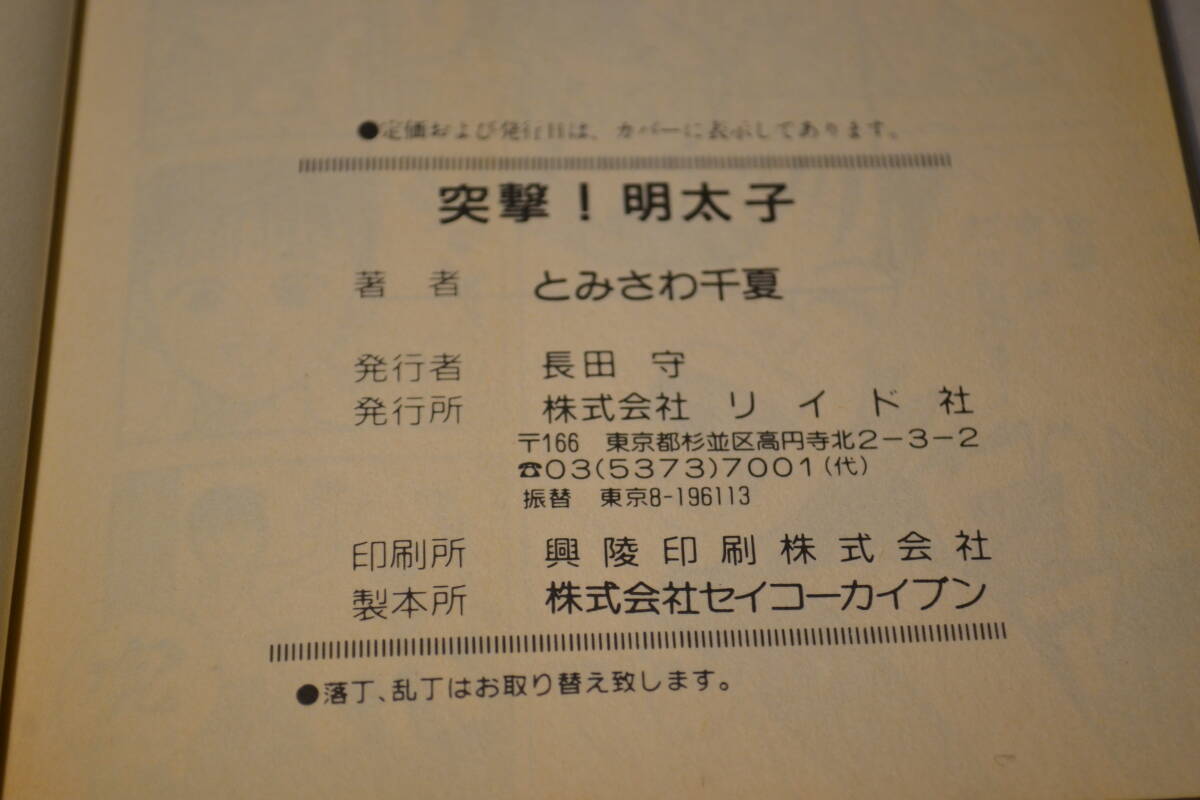 ●定価および発行日は、カバーに表示してあります。
突撃！明太子
著者 とみさわ千夏
発行者 長田 守
発行所 株式会社 リイド社
〒166 東京都杉並区高円寺北2-3-2
☎03(5373)7001(代)
振替 東京8-196113
印刷所 興陵印刷株式会社
製本所 株式会社セイコーカイブン
●落丁、乱丁はお取り替え致します。